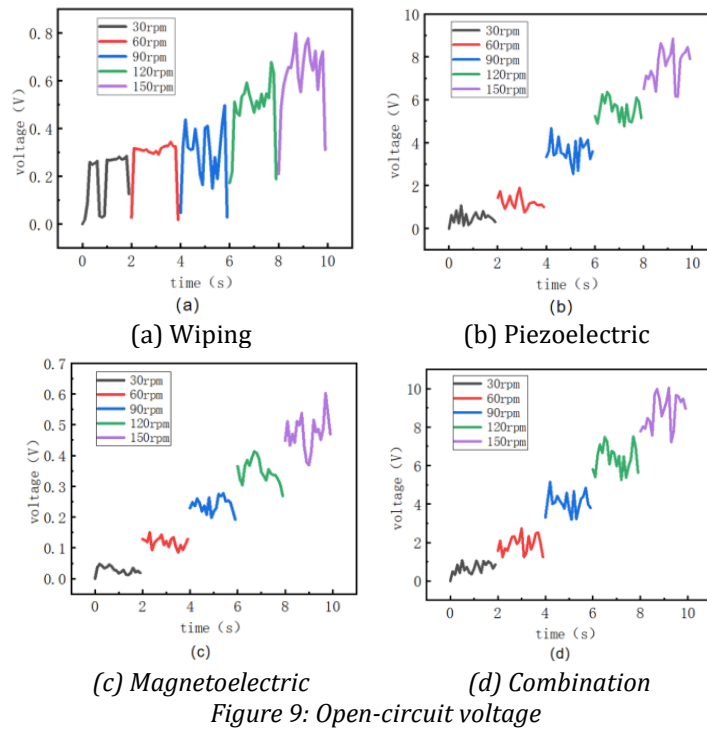 30rpm
60rpm
90rpm
120rpm
150rpm
0.8
0.6
0.4
0.2
0.0
voltage (V)
0 2 4 6 8 10
time (s)
(a)
(a) Wiping
30rpm
60rpm
90rpm
120rpm
150rpm
10
8
6
4
2
0
voltage (V)
0 2 4 6 8 10
time (s)
(b)
(b) Piezoelectric
30rpm
60rpm
90rpm
120rpm
150rpm
0.7
0.6
0.5
0.4
0.3
0.2
0.1
0.0
voltage (V)
0 2 4 6 8 10
time (s)
(c)
(c) Magnetoelectric
30rpm
60rpm
90rpm
120rpm
150rpm
10
8
6
4
2
0
voltage (V)
0 2 4 6 8 10
time (s)
(d)
(d) Combination
Figure 9: Open-circuit voltage